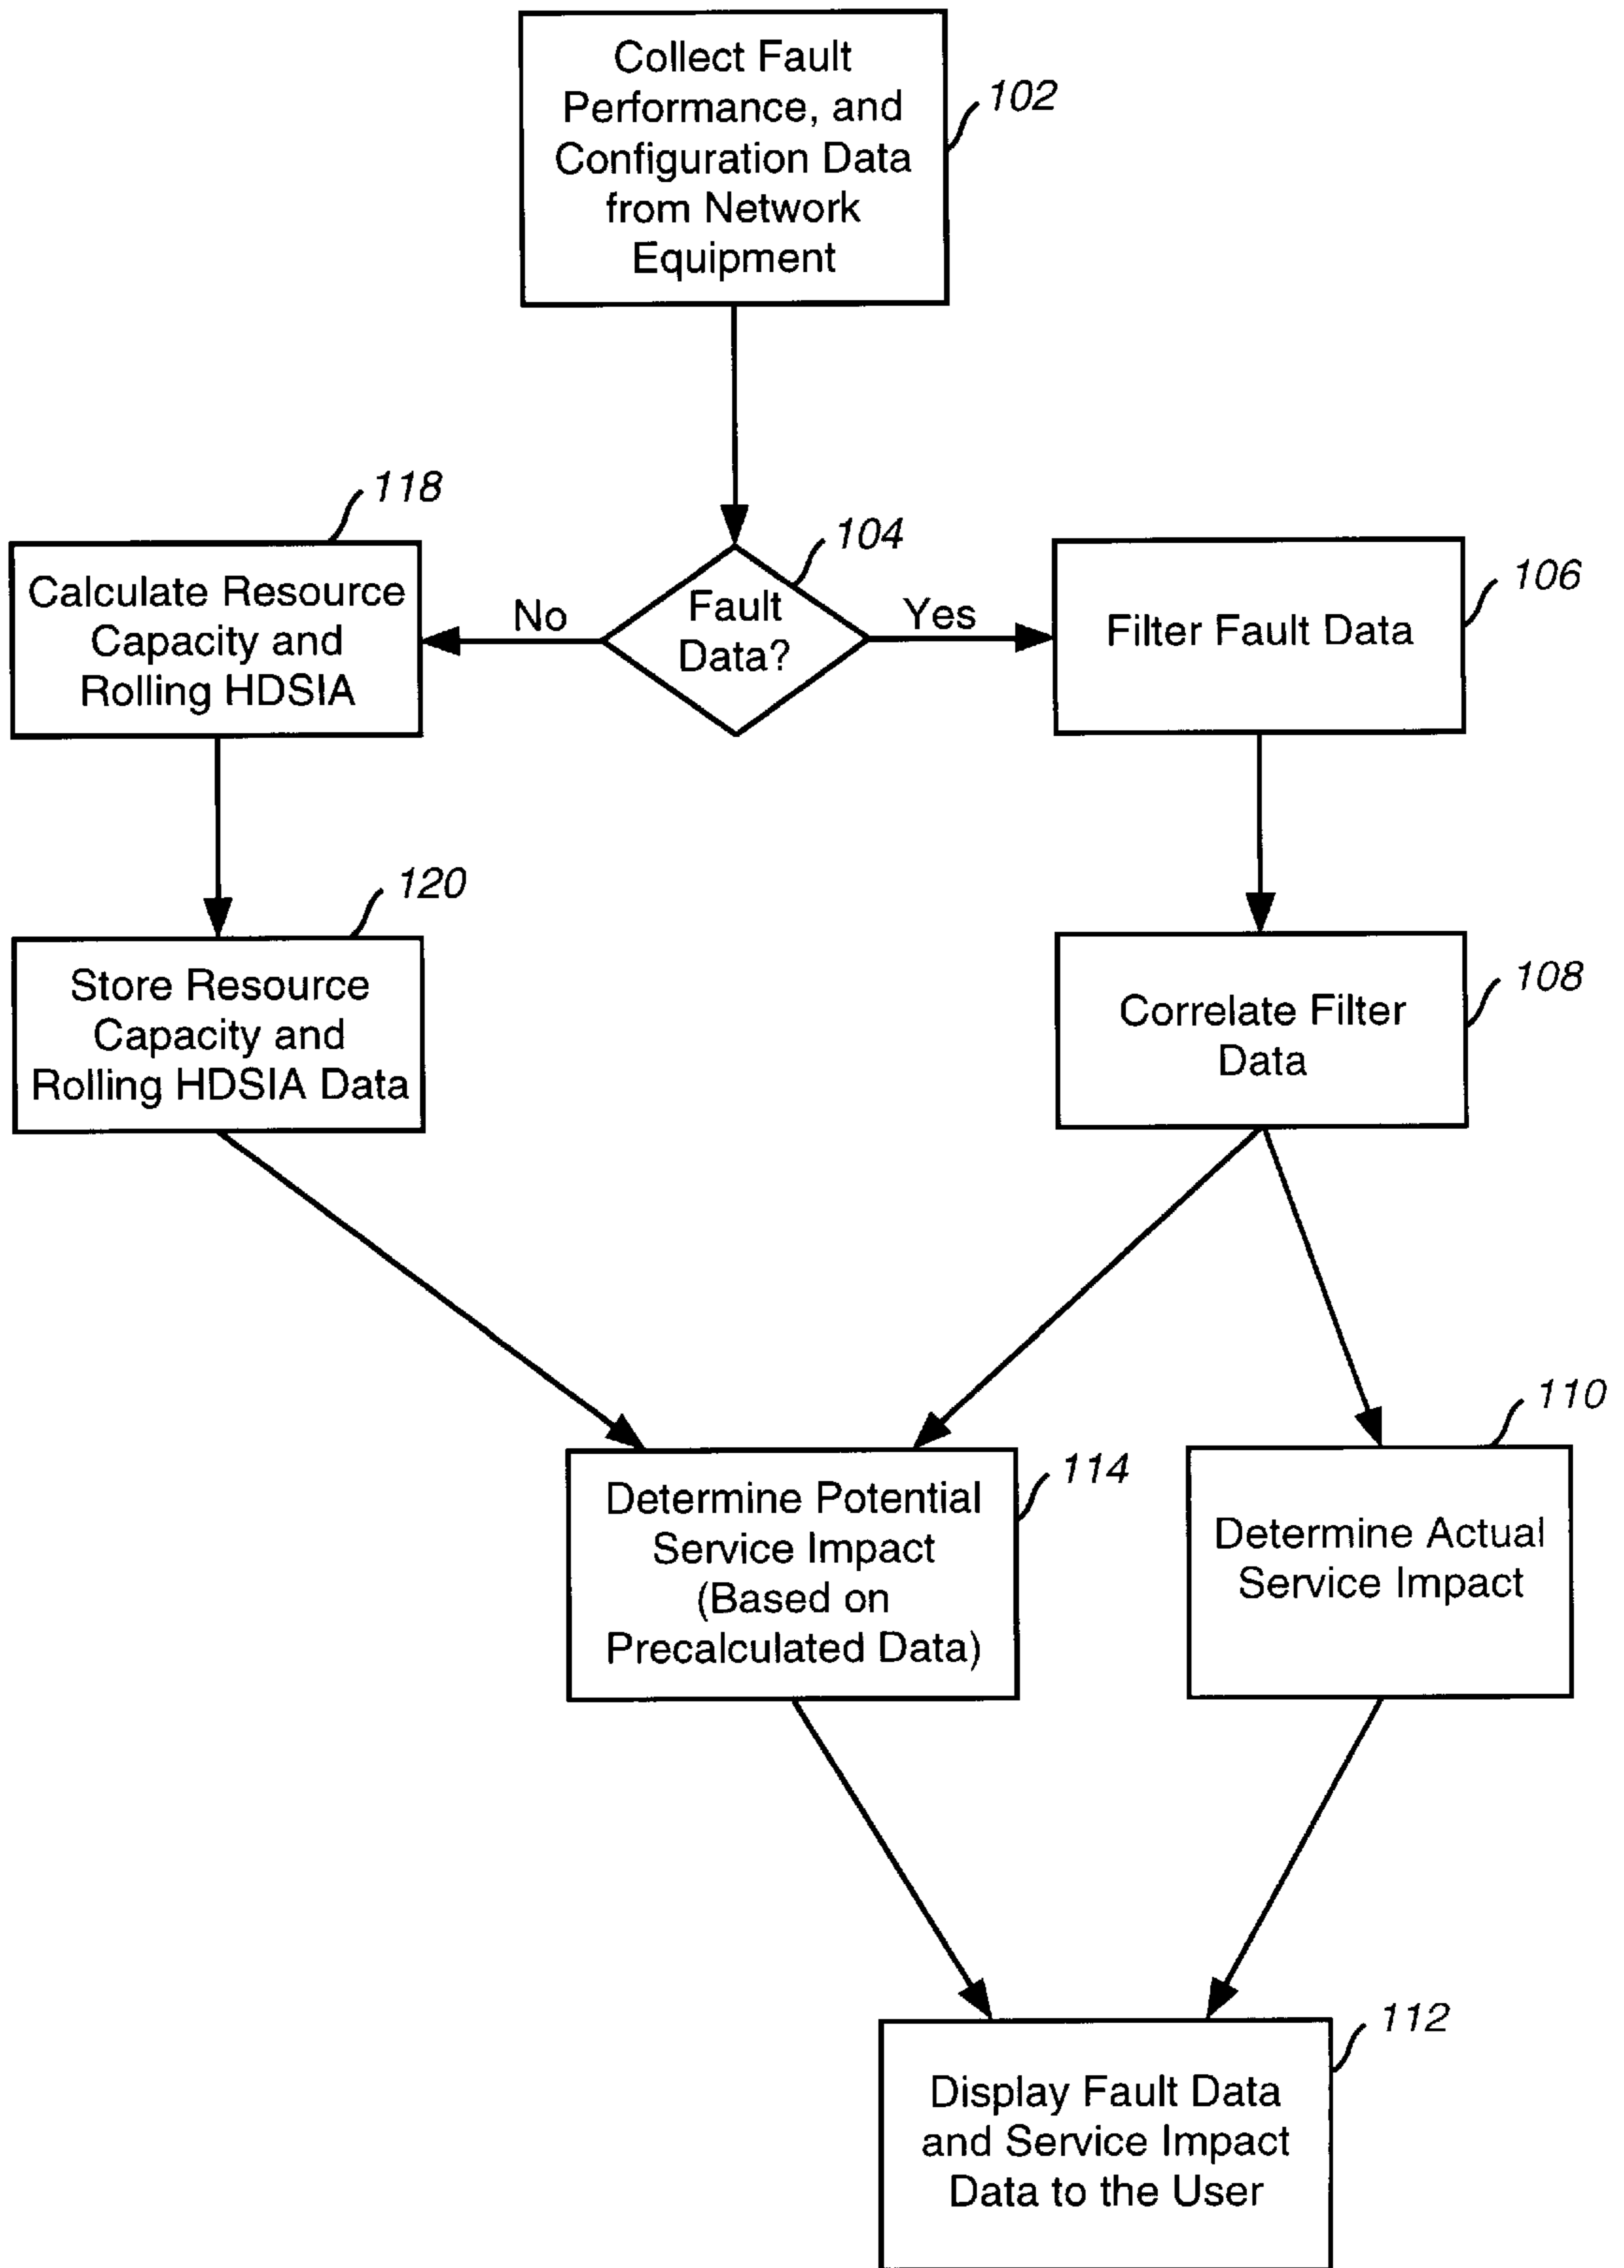 Collect Fault
Performance, and
Configuration Data
from Network
Equipment
102
104
Fault
Data?
No
Yes
118
Calculate Resource
Capacity and
Rolling HDSIA
106
Filter Fault Data
120
Store Resource
Capacity and
Rolling HDSIA Data
108
Correlate Filter
Data
114
Determine Potential
Service Impact
(Based on
Precalculated Data)
110
Determine Actual
Service Impact
112
Display Fault Data
and Service Impact
Data to the User